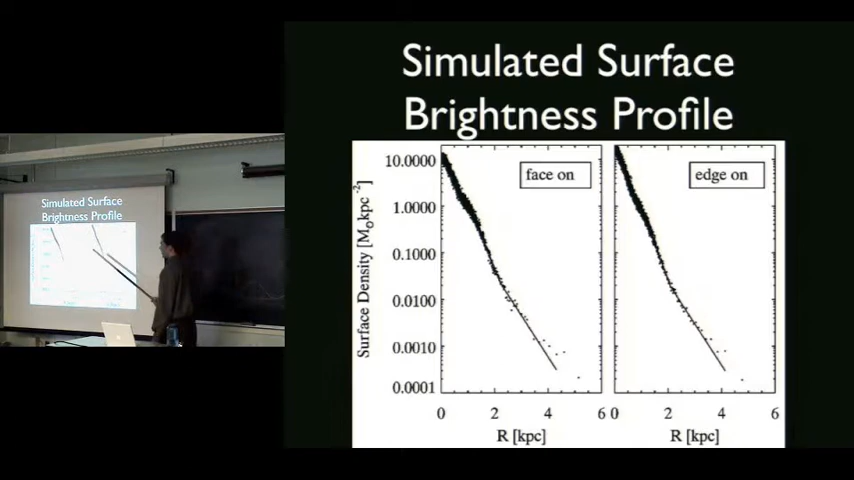 Simulated Surface
Brightness Profile
face on
edge on
10.0000
1.0000
0.1000
0.0100
0.0010
0.0001
Surface Density [M⊙kpc⁻²]
0 2 4 6 0 2 4 6
R [kpc]
R [kpc]
Simulated Surface
Brightness Profile